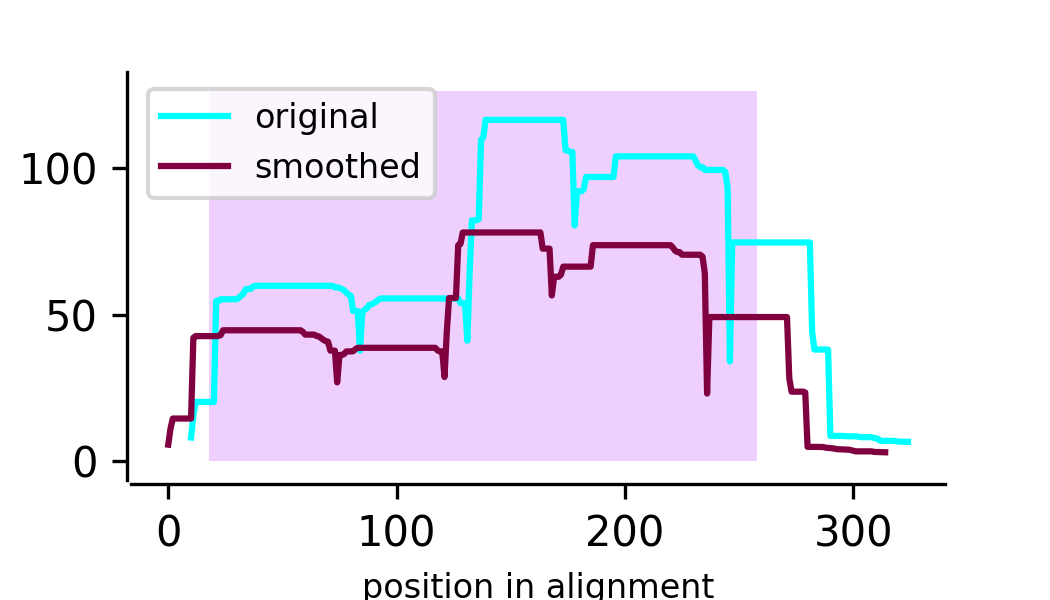 original
smoothed
100
50
0
0 100 200 300
position in alignment